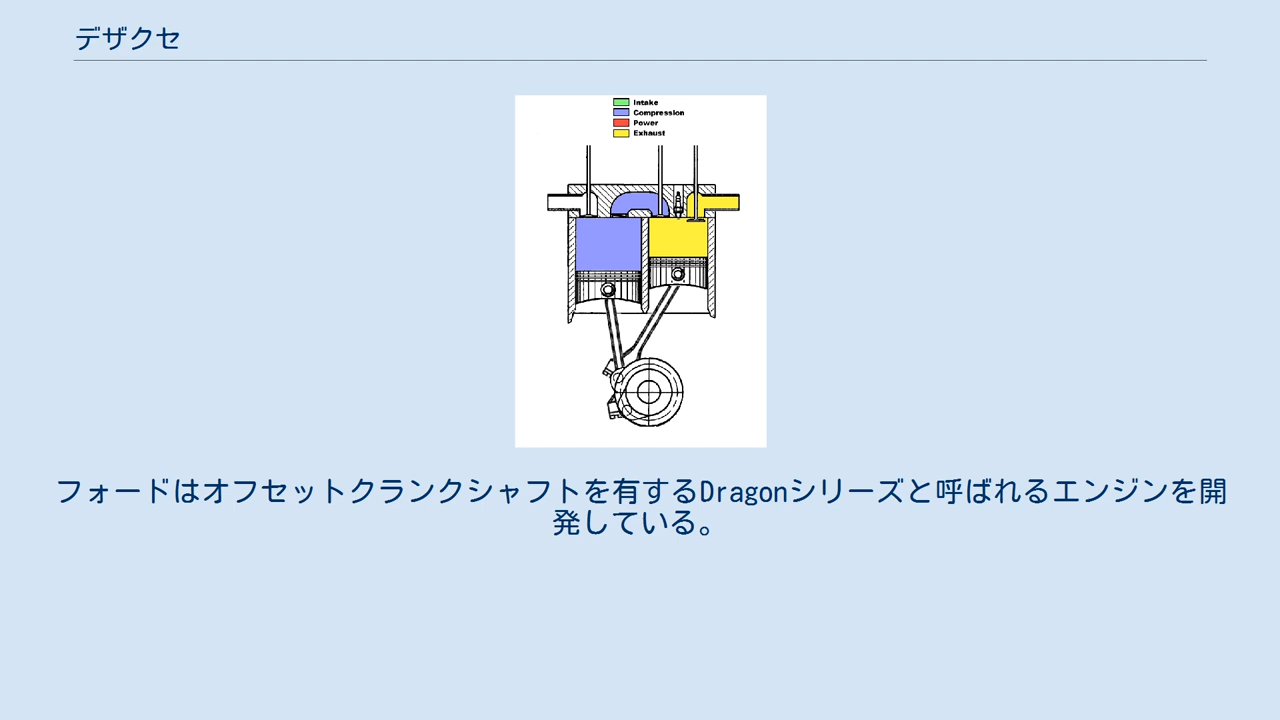 デザクセ
Intake
Compression
Power
Exhaust
フォードはオフセットクランクシャフトを有するDragonシリーズと呼ばれるエンジンを開
発している。